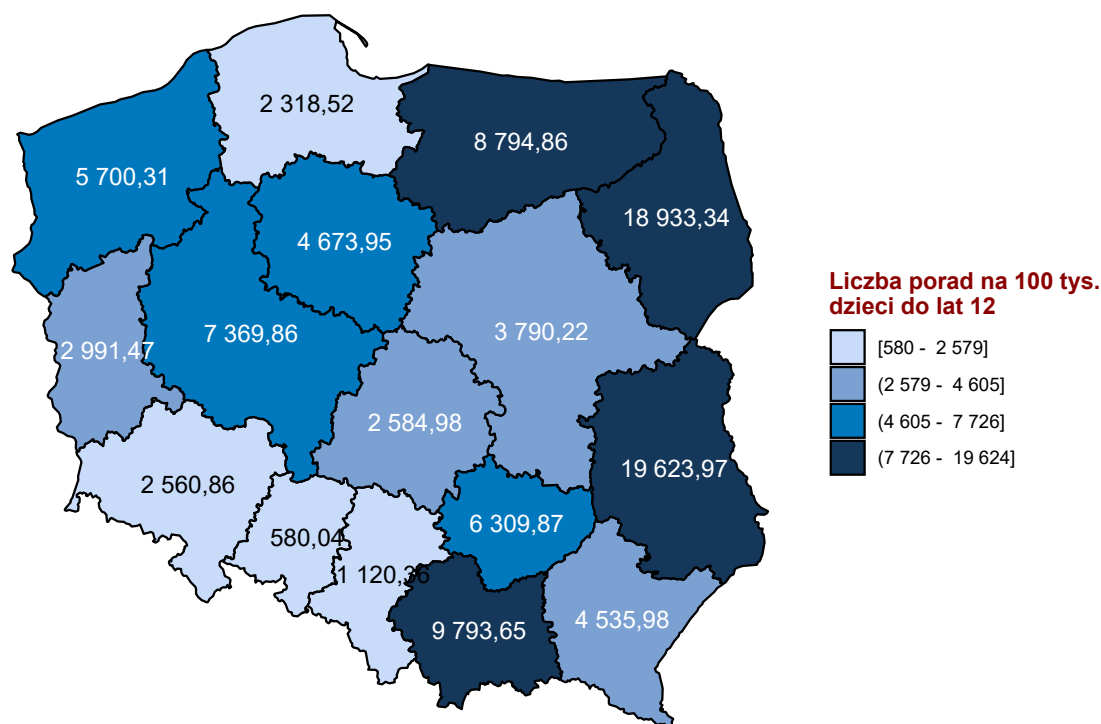 2 318,52
8 794,86
5 700,31
18 933,34
4 673,95
7 369,86
3 790,22
2 991,47
2 584,98
19 623,97
2 560,86
6 309,87
580,04
1 120,36
9 793,65
4 535,98
Liczba porad na 100 tys.
dzieci do lat 12
[580 - 2 579]
(2 579 - 4 605]
(4 605 - 7 726]
(7 726 - 19 624]